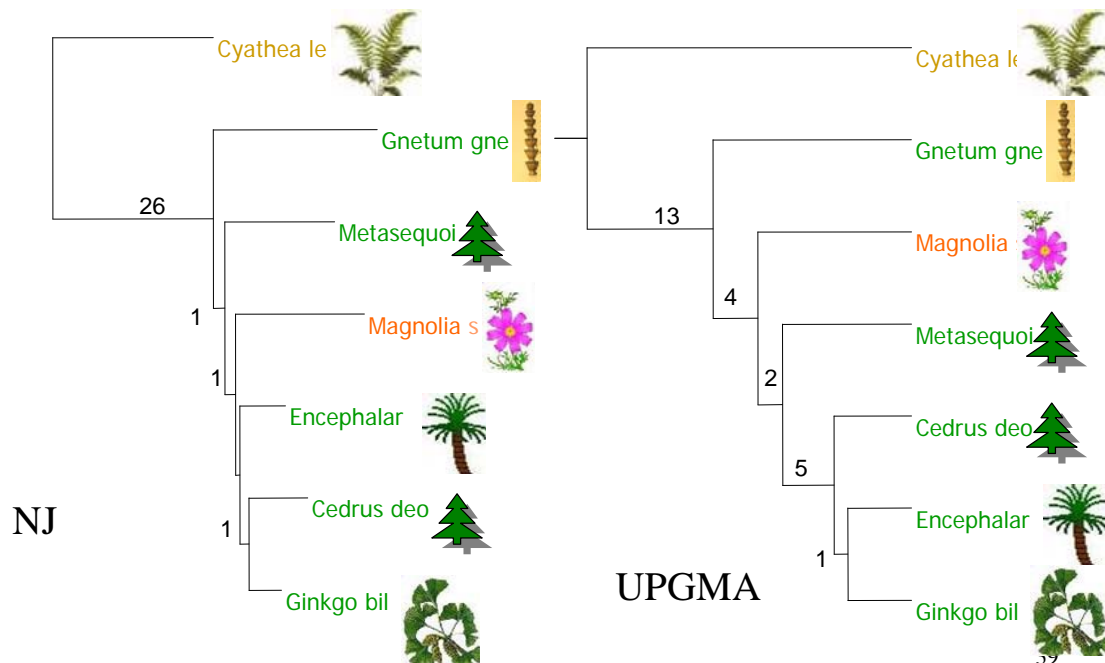 Cyathea le
Gnetum gne
26
Metasequoi
1
Magnolia s
1
Encephalar
Cedrus deo
1
Ginkgo bil
NJ
Cyathea le
Gnetum gne
13
Magnolia
4
Metasequoi
2
Cedrus deo
5
Encephalar
1
Ginkgo bil
UPGMA
39